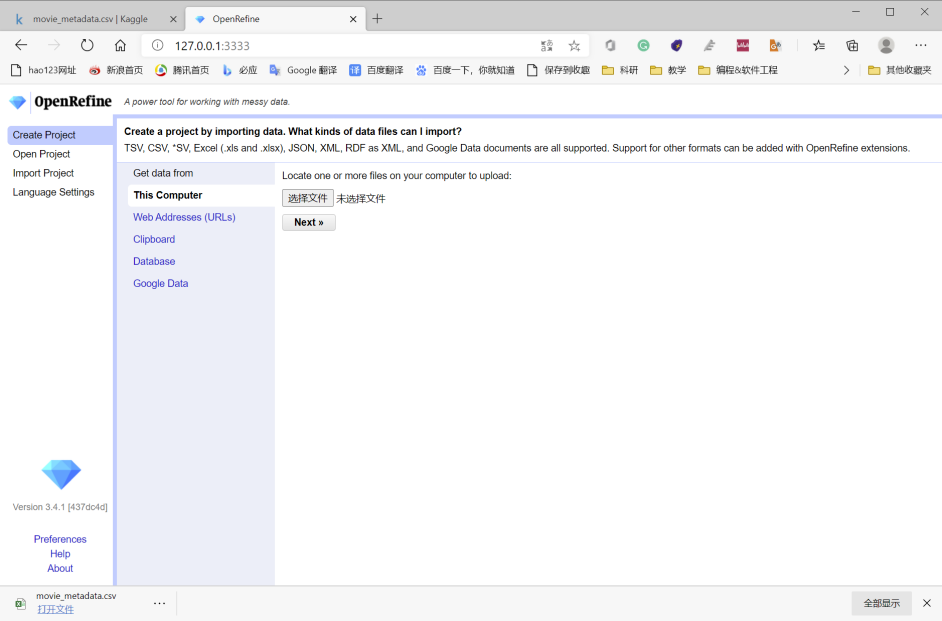 movie_metadata.csv | Kaggle
OpenRefine
127.0.0.1:3333
hao123网址 新浪首页 腾讯首页 必应 Google 翻译 百度翻译 百度一下，你就知道 保存到收趣 科研 教学 编程&软件工程 其他收藏夹
OpenRefine A power tool for working with messy data.
Create Project
Open Project
Import Project
Language Settings
Create a project by importing data. What kinds of data files can I import?
TSV, CSV, *SV, Excel (.xls and .xlsx), JSON, XML, RDF as XML, and Google Data documents are all supported. Support for other formats can be added with OpenRefine extensions.
Get data from
This Computer
Web Addresses (URLs)
Clipboard
Database
Google Data
Locate one or more files on your computer to upload:
选择文件 未选择文件
Next »
Version 3.4.1 [437dc4d]
Preferences
Help
About
movie_metadata.csv
打开文件
全部显示